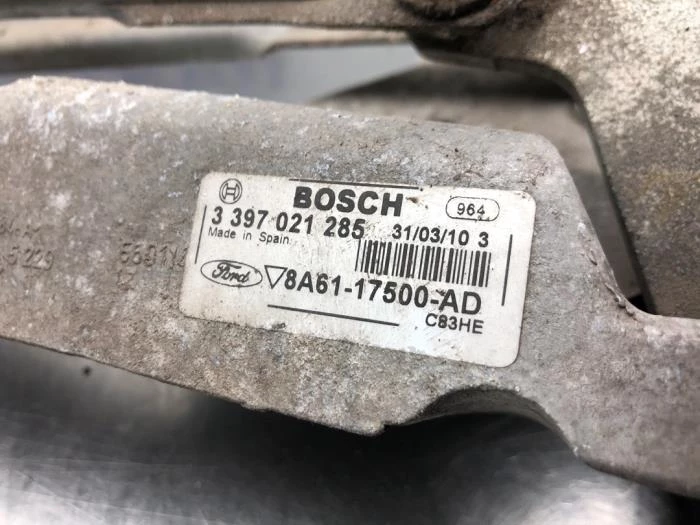 BOSCH 964
3 397 021 285 31/03/10 3
Made in Spain
Ford 8A61-17500-AD
C83HE